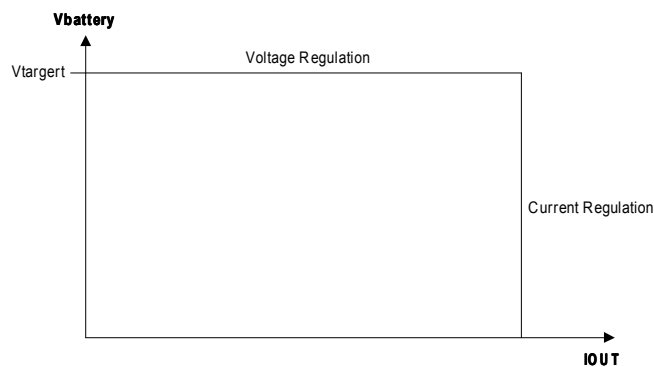 Vbattery
Voltage Regulation
Vtargert
Current Regulation
IOUT